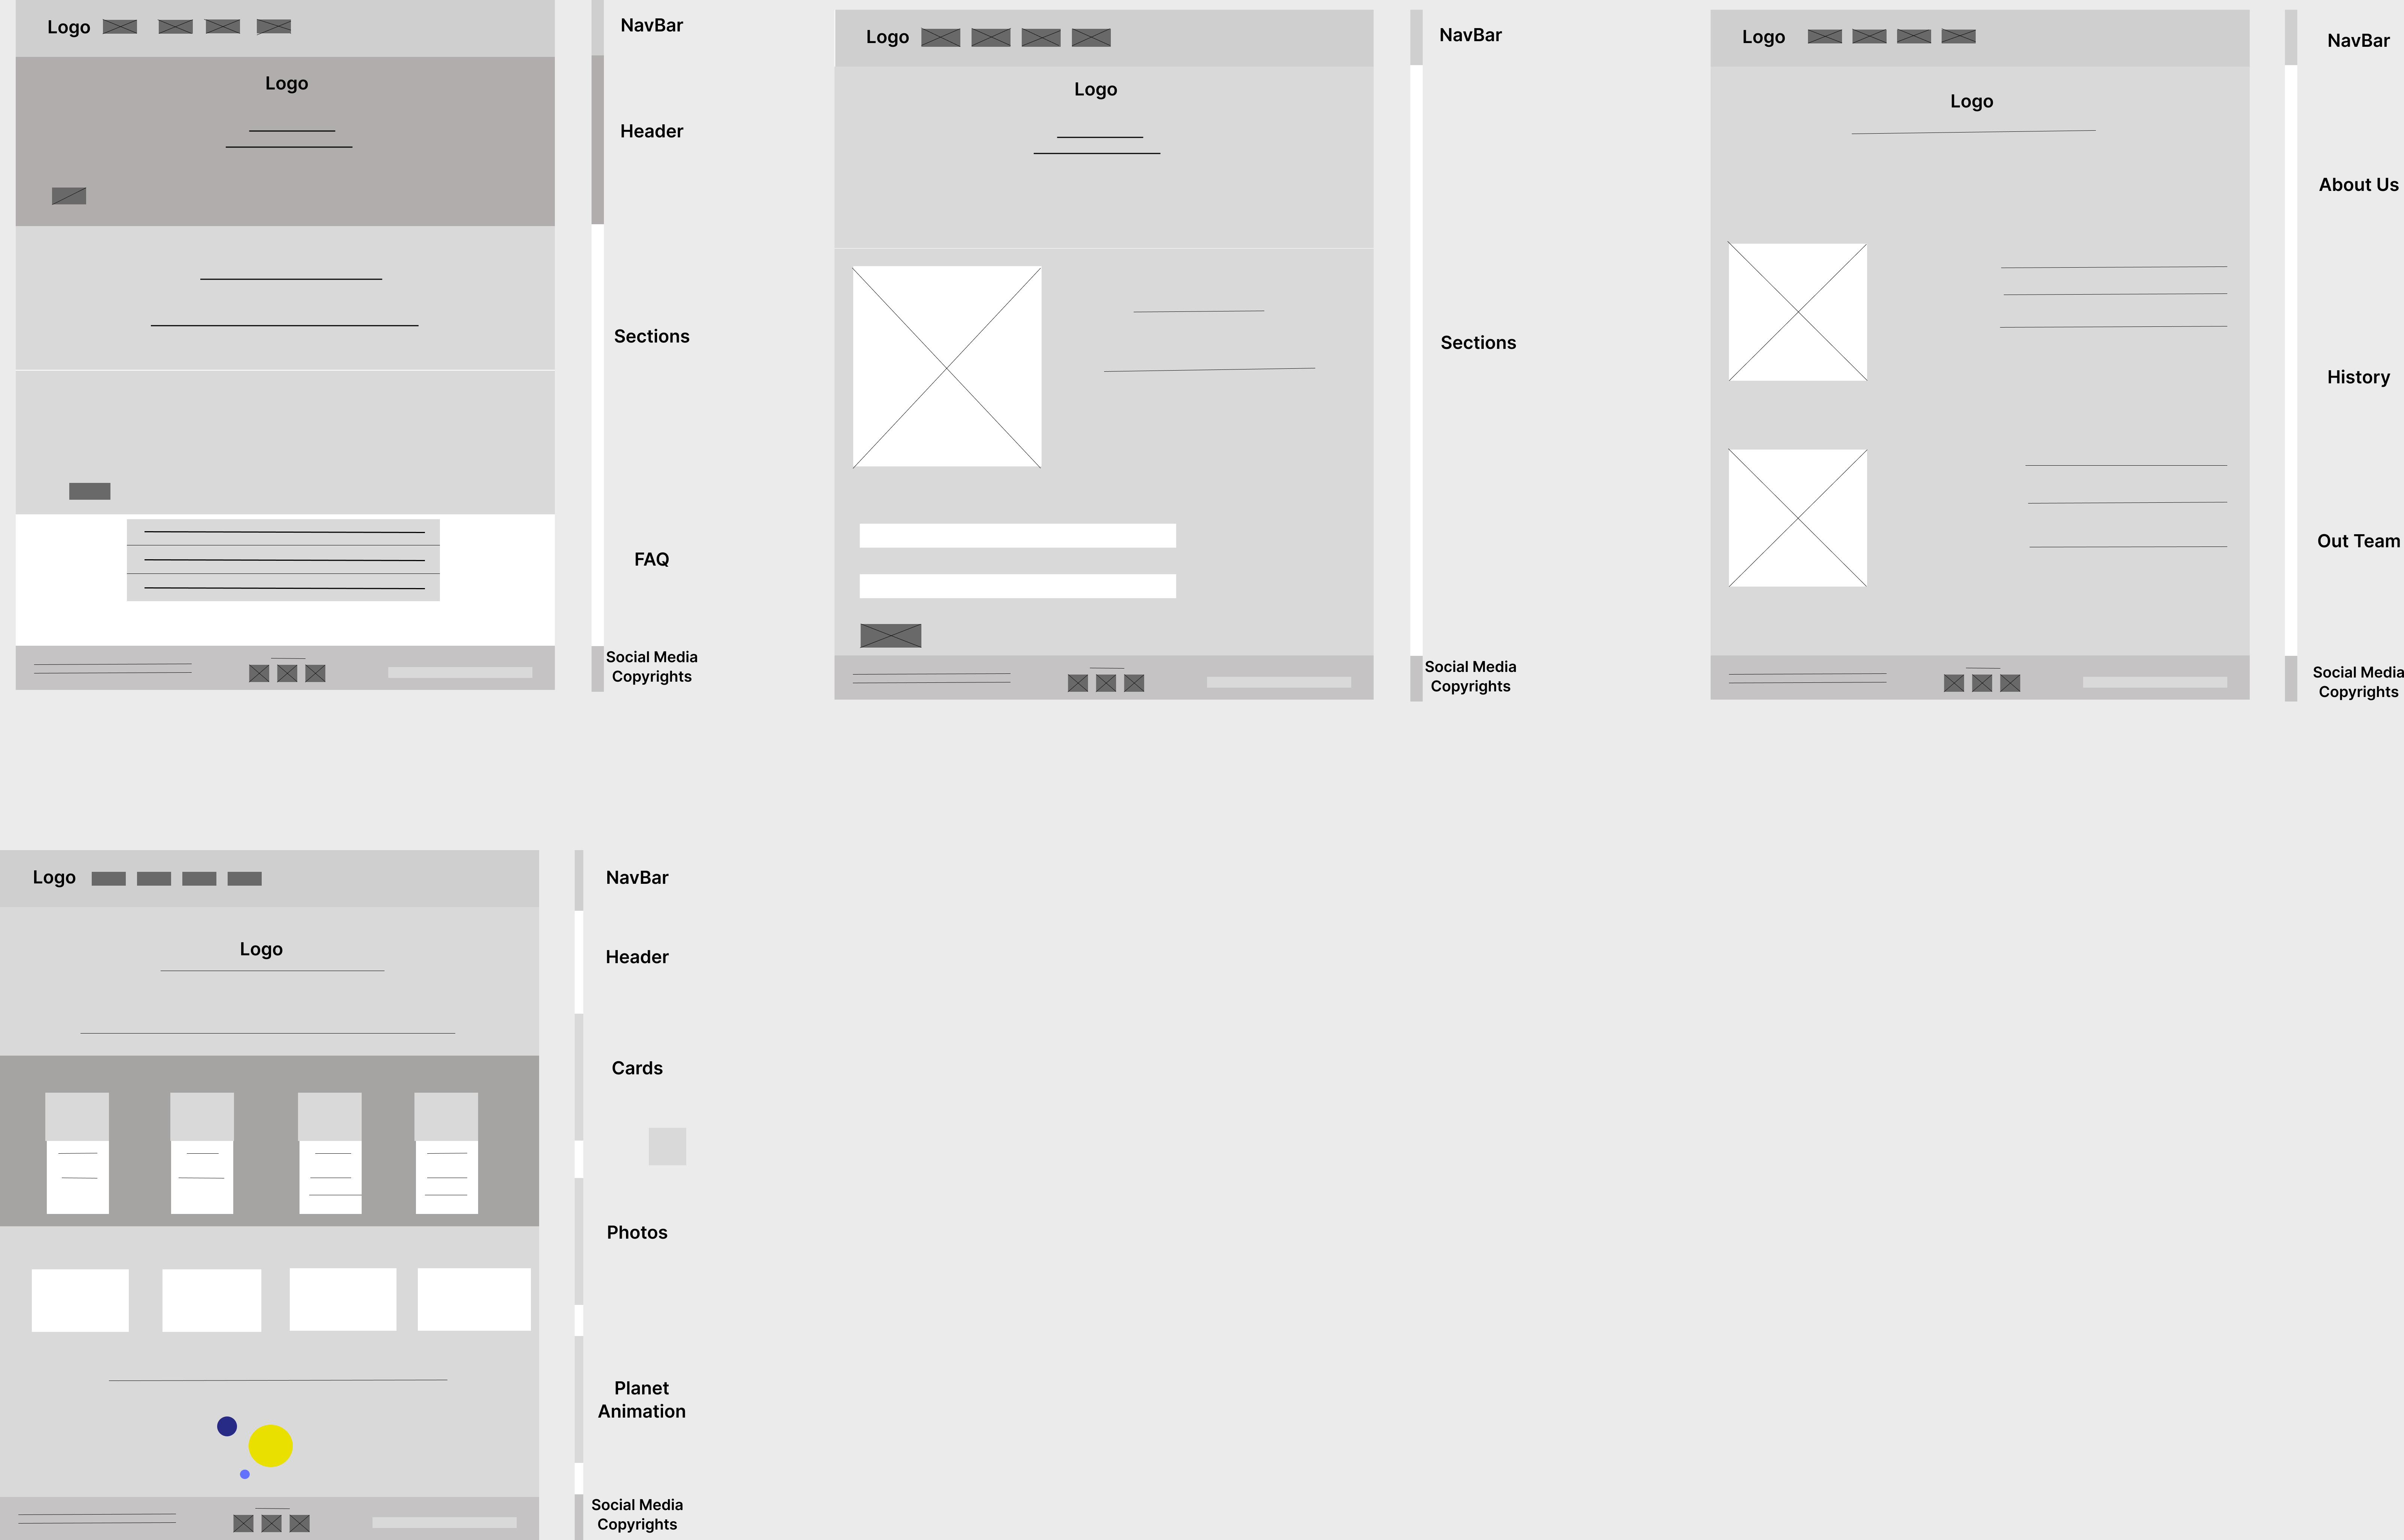 Logo
Logo
NavBar
Header
Sections
FAQ
Social Media
Copyrights
Logo
Logo
NavBar
Sections
Social Media
Copyrights
Logo
Logo
NavBar
About Us
History
Out Team
Social Media
Copyrights
Logo
Logo
NavBar
Header
Cards
Photos
Planet
Animation
Social Media
Copyrights